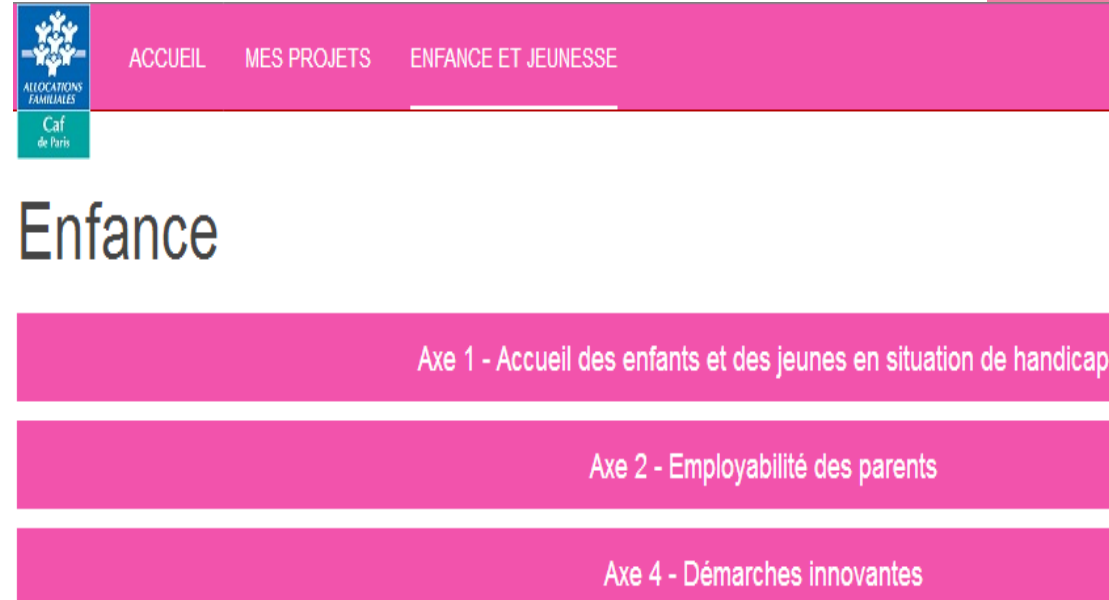 ALLOCATIONS
FAMILIALES
Caf
de Paris
ACCUEIL MES PROJETS ENFANCE ET JEUNESSE
Enfance
Axe 1 - Accueil des enfants et des jeunes en situation de handicap
Axe 2 - Employabilité des parents
Axe 4 - Démarches innovantes